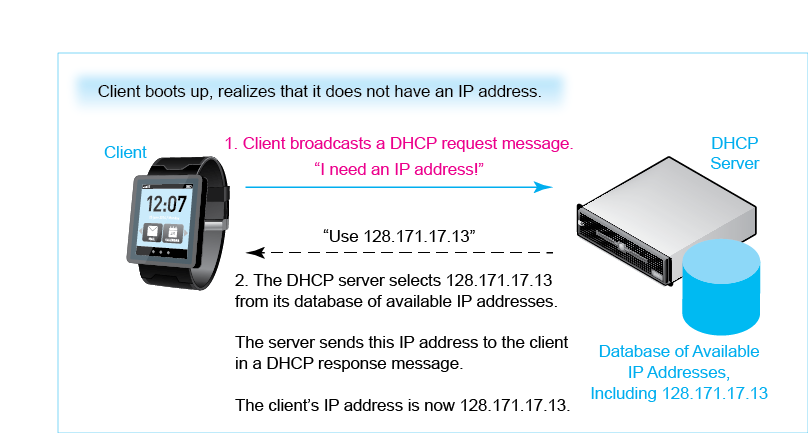 Client boots up, realizes that it does not have an IP address.
Client
1. Client broadcasts a DHCP request message.
“I need an IP address!”
DHCP
Server
12:07
“Use 128.171.17.13”
2. The DHCP server selects 128.171.17.13
from its database of available IP addresses.
The server sends this IP address to the client
in a DHCP response message.
The client’s IP address is now 128.171.17.13.
Database of Available
IP Addresses,
Including 128.171.17.13